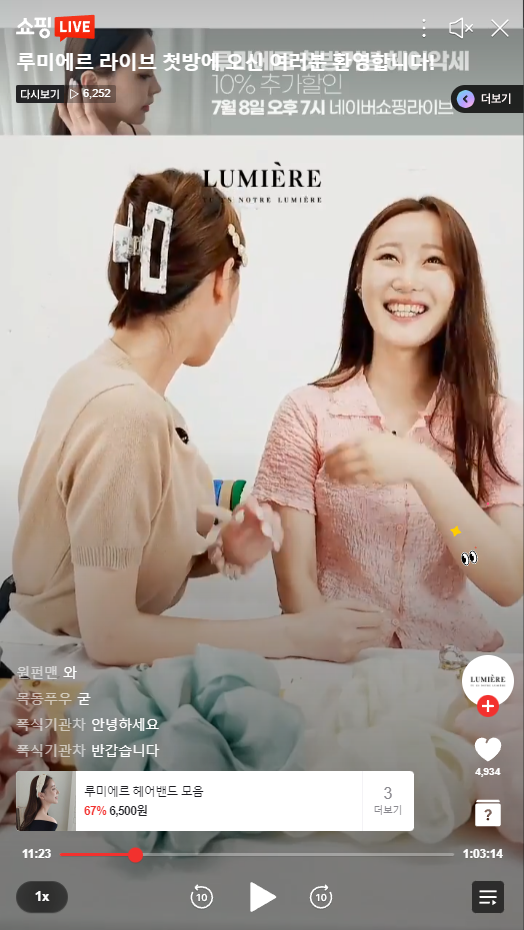 쇼핑 LIVE
루미에르 라이브 첫방에 오신 여러분 환영합니다!
10% 추가할인
다시보기 ▷ 6,252
7월 8일 오후 7시 네이버쇼핑라이브
더보기
LUMIÈRE
원펀맨 와
목동푸우 굳
폭식기관차 안녕하세요
폭식기관차 반갑습니다
LUMIÈRE
4,934
루미에르 헤어밴드 모음
67% 6,500원
3
더보기
?
11:23
1:03:14
1x
10
10